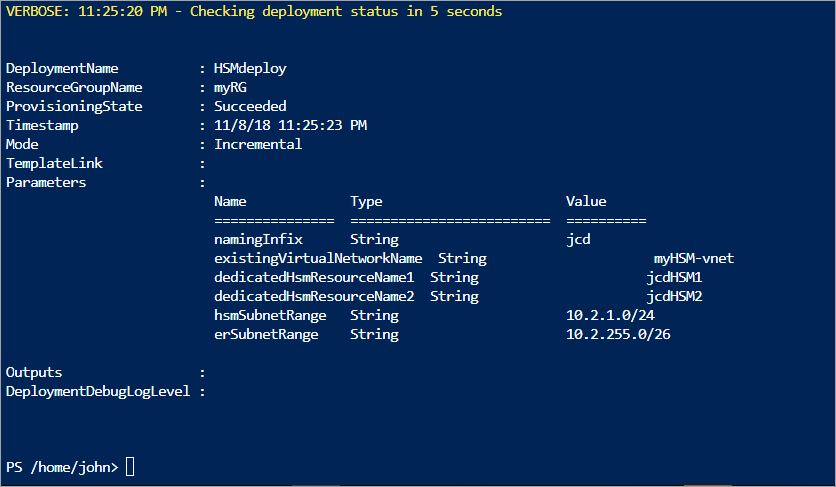 VERBOSE: 11:25:20 PM - Checking deployment status in 5 seconds
DeploymentName          : HSMdeploy
ResourceGroupName       : myRG
ProvisioningState       : Succeeded
Timestamp               : 11/8/18 11:25:23 PM
Mode                    : Incremental
TemplateLink            :
Parameters              :
                          Name             Type                       Value
                          ===============  =========================  ==========
                          namingInfix      String                     jcd
                          existingVirtualNetworkName  String                     myHSM-vnet
                          dedicatedHsmResourceName1  String                     jcdHSM1
                          dedicatedHsmResourceName2  String                     jcdHSM2
                          hsmSubnetRange   String                     10.2.1.0/24
                          erSubnetRange    String                     10.2.255.0/26
Outputs                 :
DeploymentDebugLogLevel :
PS /home/john>